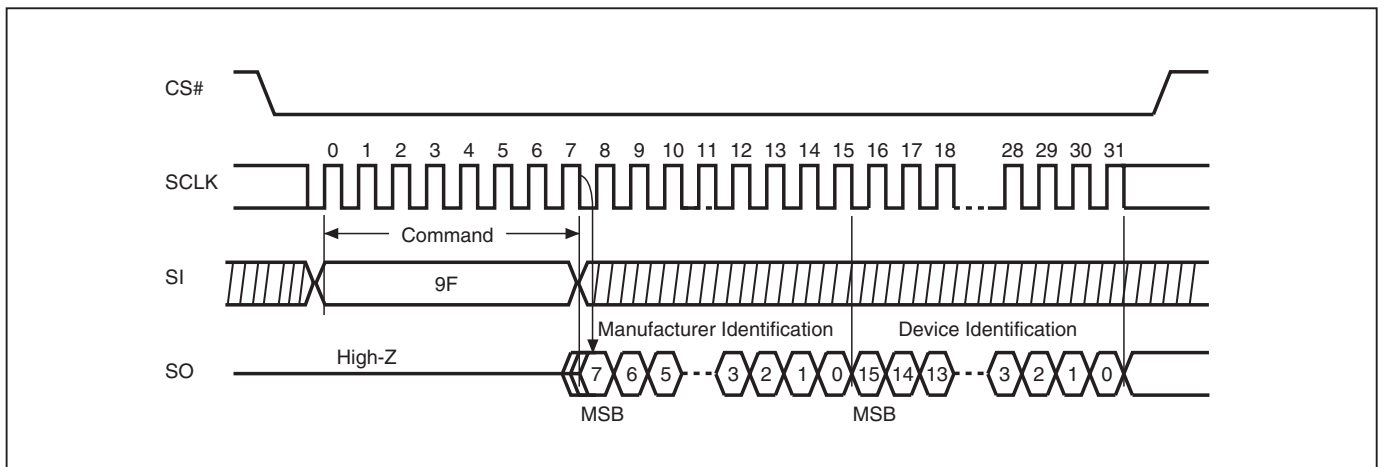 CS#
0 1 2 3 4 5 6 7 8 9 10 11 12 13 14 15 16 17 18 28 29 30 31
SCLK
Command
SI
9F
Manufacturer Identification Device Identification
High-Z
SO
7 6 5 3 2 1 0 15 14 13 3 2 1 0
MSB MSB